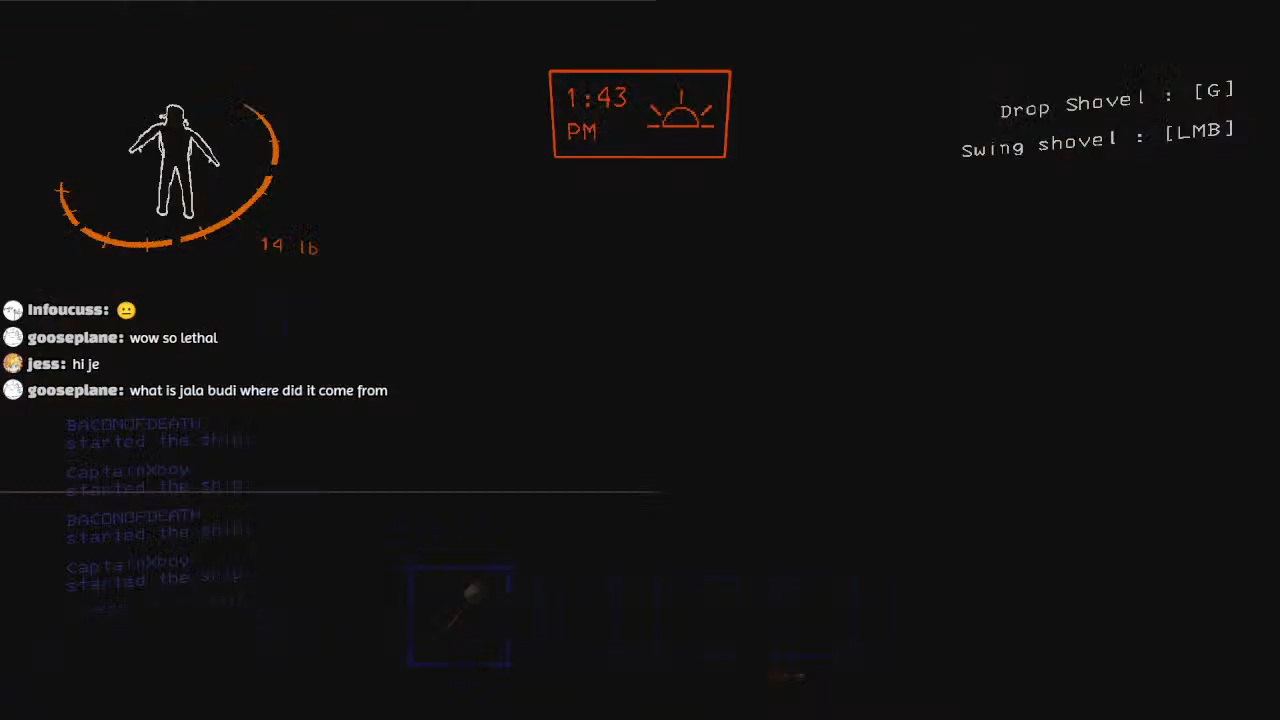 1:43
PM
Drop Shovel : [G]
Swing shovel : [LMB]
14 lb
Infoucuss: 😐
gooseplane: wow so lethal
jess: hi je
gooseplane: what is jala budi where did it come from
BACONOFDEATH
started the ship.
CaptainXboy
started the ship.
BACONOFDEATH
started the ship.
CaptainXboy
started the ship.